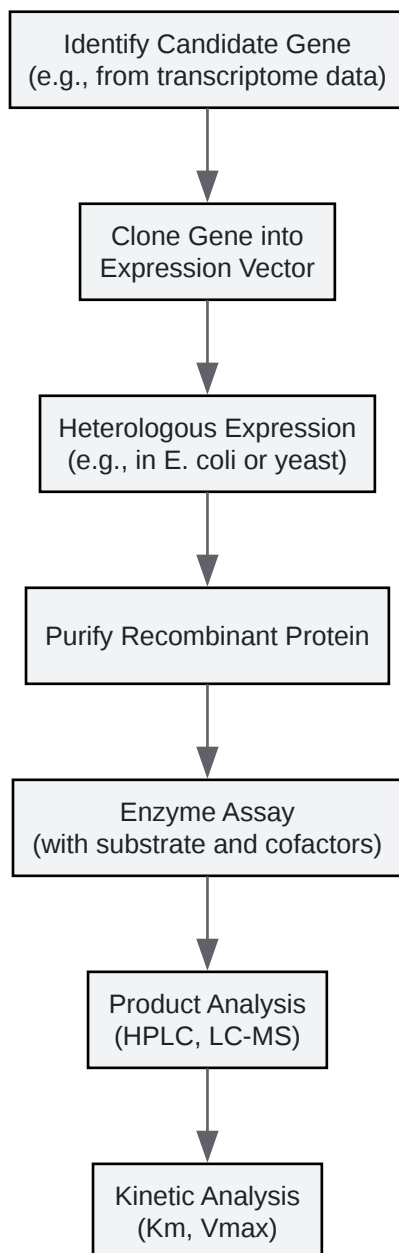 Identify Candidate Gene
(e.g., from transcriptome data)
Clone Gene into
Expression Vector
Heterologous Expression
(e.g., in E. coli or yeast)
Purify Recombinant Protein
Enzyme Assay
(with substrate and cofactors)
Product Analysis
(HPLC, LC-MS)
Kinetic Analysis
(Km, Vmax)